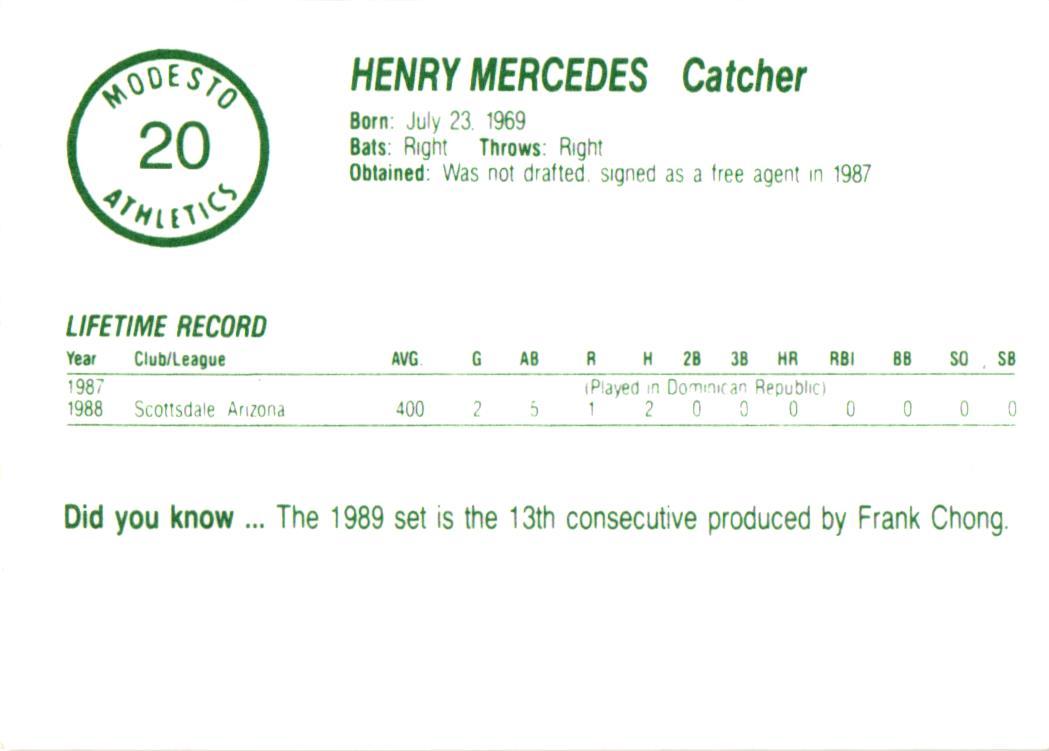 MODESTO
20
ATHLETICS
HENRY MERCEDES Catcher
Born: July 23, 1969
Bats: Right Throws: Right
Obtained: Was not drafted, signed as a free agent in 1987
LIFETIME RECORD
Year Club/League AVG. G AB R H 2B 3B HR RBI BB SO SB
1987 (Played in Dominican Republic)
1988 Scottsdale Arizona 400 2 5 1 2 0 0 0 0 0 0 0
Did you know ... The 1989 set is the 13th consecutive produced by Frank Chong.